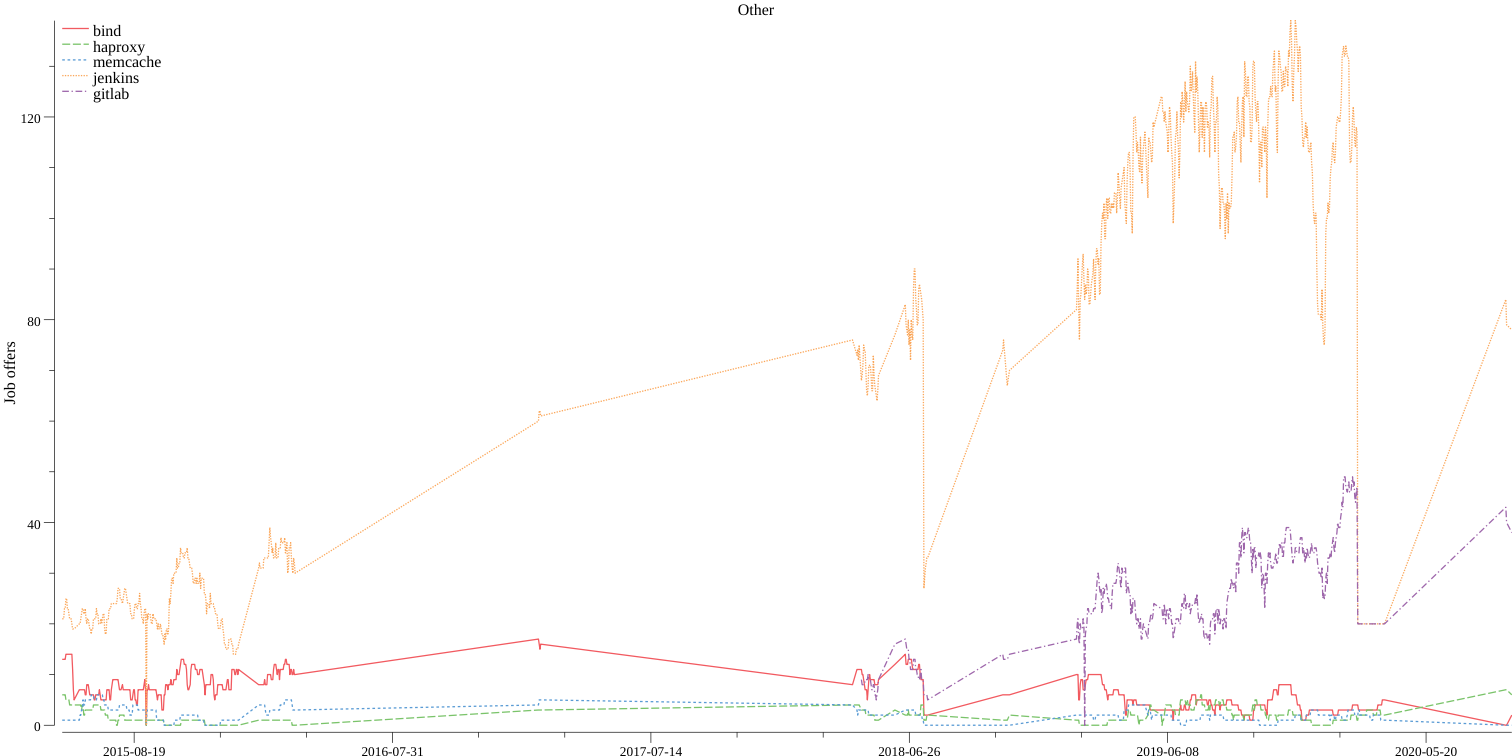 Other
bind
haproxy
memcache
jenkins
gitlab
120
80
40
0
Job offers
2015-08-19
2016-07-31
2017-07-14
2018-06-26
2019-06-08
2020-05-20